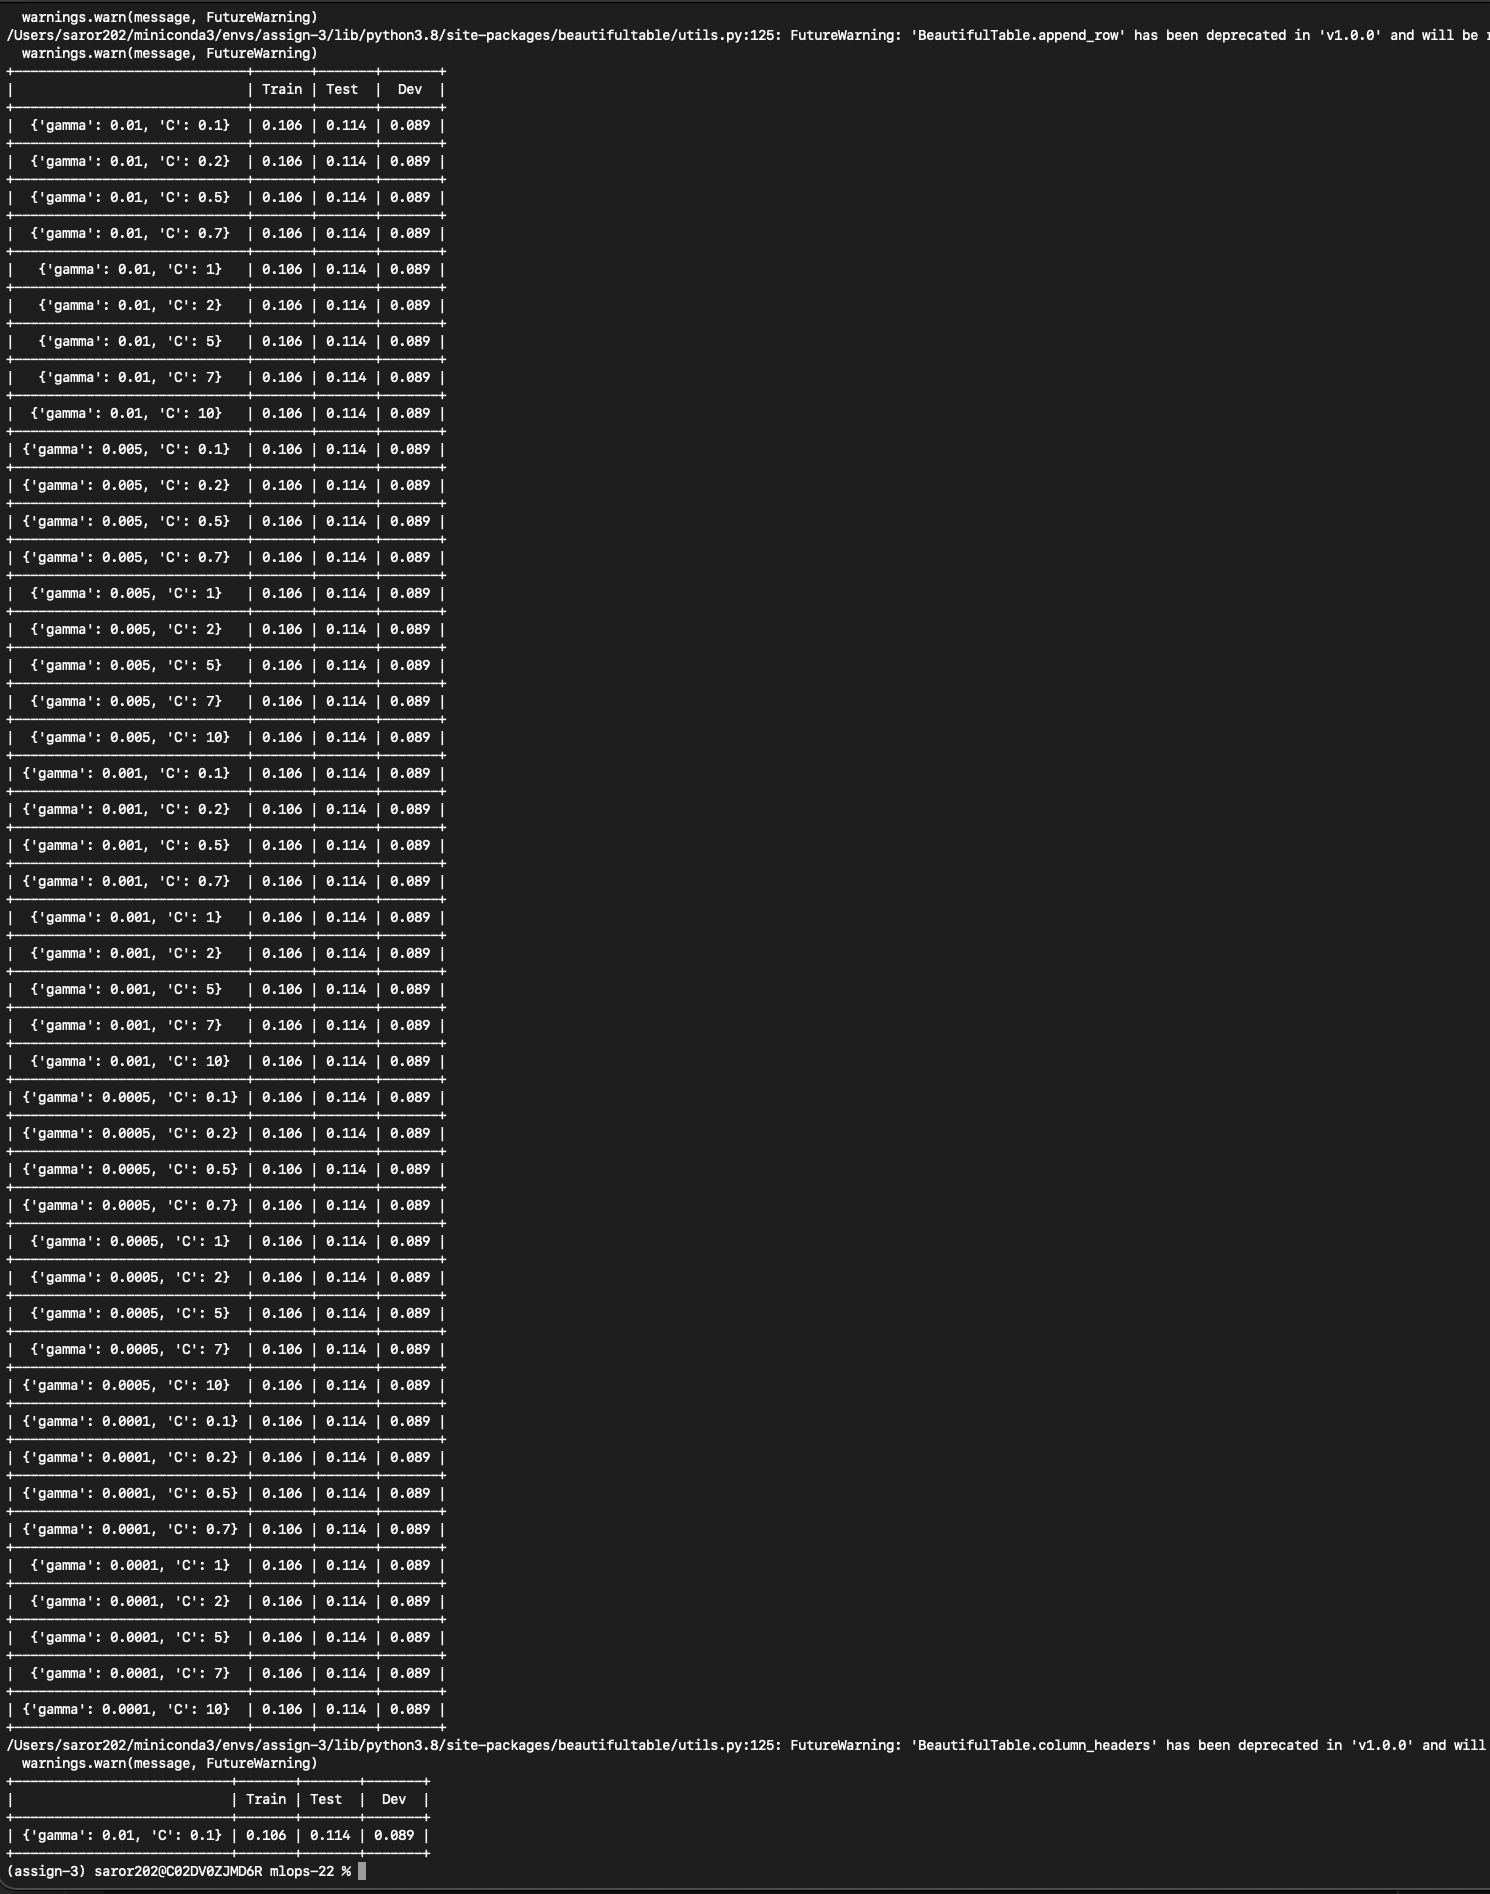 warnings.warn(message, FutureWarning)
/Users/saror202/miniconda3/envs/assign-3/lib/python3.8/site-packages/beautifultable/utils.py:125: FutureWarning: 'BeautifulTable.append_row' has been deprecated in 'v1.0.0' and will be
warnings.warn(message, FutureWarning)
| | Train | Test | Dev |
| {'gamma': 0.01, 'C': 0.1} | 0.106 | 0.114 | 0.089 |
| {'gamma': 0.01, 'C': 0.2} | 0.106 | 0.114 | 0.089 |
| {'gamma': 0.01, 'C': 0.5} | 0.106 | 0.114 | 0.089 |
| {'gamma': 0.01, 'C': 0.7} | 0.106 | 0.114 | 0.089 |
| {'gamma': 0.01, 'C': 1} | 0.106 | 0.114 | 0.089 |
| {'gamma': 0.01, 'C': 2} | 0.106 | 0.114 | 0.089 |
| {'gamma': 0.01, 'C': 5} | 0.106 | 0.114 | 0.089 |
| {'gamma': 0.01, 'C': 7} | 0.106 | 0.114 | 0.089 |
| {'gamma': 0.01, 'C': 10} | 0.106 | 0.114 | 0.089 |
| {'gamma': 0.005, 'C': 0.1} | 0.106 | 0.114 | 0.089 |
| {'gamma': 0.005, 'C': 0.2} | 0.106 | 0.114 | 0.089 |
| {'gamma': 0.005, 'C': 0.5} | 0.106 | 0.114 | 0.089 |
| {'gamma': 0.005, 'C': 0.7} | 0.106 | 0.114 | 0.089 |
| {'gamma': 0.005, 'C': 1} | 0.106 | 0.114 | 0.089 |
| {'gamma': 0.005, 'C': 2} | 0.106 | 0.114 | 0.089 |
| {'gamma': 0.005, 'C': 5} | 0.106 | 0.114 | 0.089 |
| {'gamma': 0.005, 'C': 7} | 0.106 | 0.114 | 0.089 |
| {'gamma': 0.005, 'C': 10} | 0.106 | 0.114 | 0.089 |
| {'gamma': 0.001, 'C': 0.1} | 0.106 | 0.114 | 0.089 |
| {'gamma': 0.001, 'C': 0.2} | 0.106 | 0.114 | 0.089 |
| {'gamma': 0.001, 'C': 0.5} | 0.106 | 0.114 | 0.089 |
| {'gamma': 0.001, 'C': 0.7} | 0.106 | 0.114 | 0.089 |
| {'gamma': 0.001, 'C': 1} | 0.106 | 0.114 | 0.089 |
| {'gamma': 0.001, 'C': 2} | 0.106 | 0.114 | 0.089 |
| {'gamma': 0.001, 'C': 5} | 0.106 | 0.114 | 0.089 |
| {'gamma': 0.001, 'C': 7} | 0.106 | 0.114 | 0.089 |
| {'gamma': 0.001, 'C': 10} | 0.106 | 0.114 | 0.089 |
| {'gamma': 0.0005, 'C': 0.1} | 0.106 | 0.114 | 0.089 |
| {'gamma': 0.0005, 'C': 0.2} | 0.106 | 0.114 | 0.089 |
| {'gamma': 0.0005, 'C': 0.5} | 0.106 | 0.114 | 0.089 |
| {'gamma': 0.0005, 'C': 0.7} | 0.106 | 0.114 | 0.089 |
| {'gamma': 0.0005, 'C': 1} | 0.106 | 0.114 | 0.089 |
| {'gamma': 0.0005, 'C': 2} | 0.106 | 0.114 | 0.089 |
| {'gamma': 0.0005, 'C': 5} | 0.106 | 0.114 | 0.089 |
| {'gamma': 0.0005, 'C': 7} | 0.106 | 0.114 | 0.089 |
| {'gamma': 0.0005, 'C': 10} | 0.106 | 0.114 | 0.089 |
| {'gamma': 0.0001, 'C': 0.1} | 0.106 | 0.114 | 0.089 |
| {'gamma': 0.0001, 'C': 0.2} | 0.106 | 0.114 | 0.089 |
| {'gamma': 0.0001, 'C': 0.5} | 0.106 | 0.114 | 0.089 |
| {'gamma': 0.0001, 'C': 0.7} | 0.106 | 0.114 | 0.089 |
| {'gamma': 0.0001, 'C': 1} | 0.106 | 0.114 | 0.089 |
| {'gamma': 0.0001, 'C': 2} | 0.106 | 0.114 | 0.089 |
| {'gamma': 0.0001, 'C': 5} | 0.106 | 0.114 | 0.089 |
| {'gamma': 0.0001, 'C': 7} | 0.106 | 0.114 | 0.089 |
| {'gamma': 0.0001, 'C': 10} | 0.106 | 0.114 | 0.089 |
/Users/saror202/miniconda3/envs/assign-3/lib/python3.8/site-packages/beautifultable/utils.py:125: FutureWarning: 'BeautifulTable.column_headers' has been deprecated in 'v1.0.0' and will
warnings.warn(message, FutureWarning)
| | Train | Test | Dev |
| {'gamma': 0.01, 'C': 0.1} | 0.106 | 0.114 | 0.089 |
(assign-3) saror202@C02DV0ZJMD6R mlops-22 %